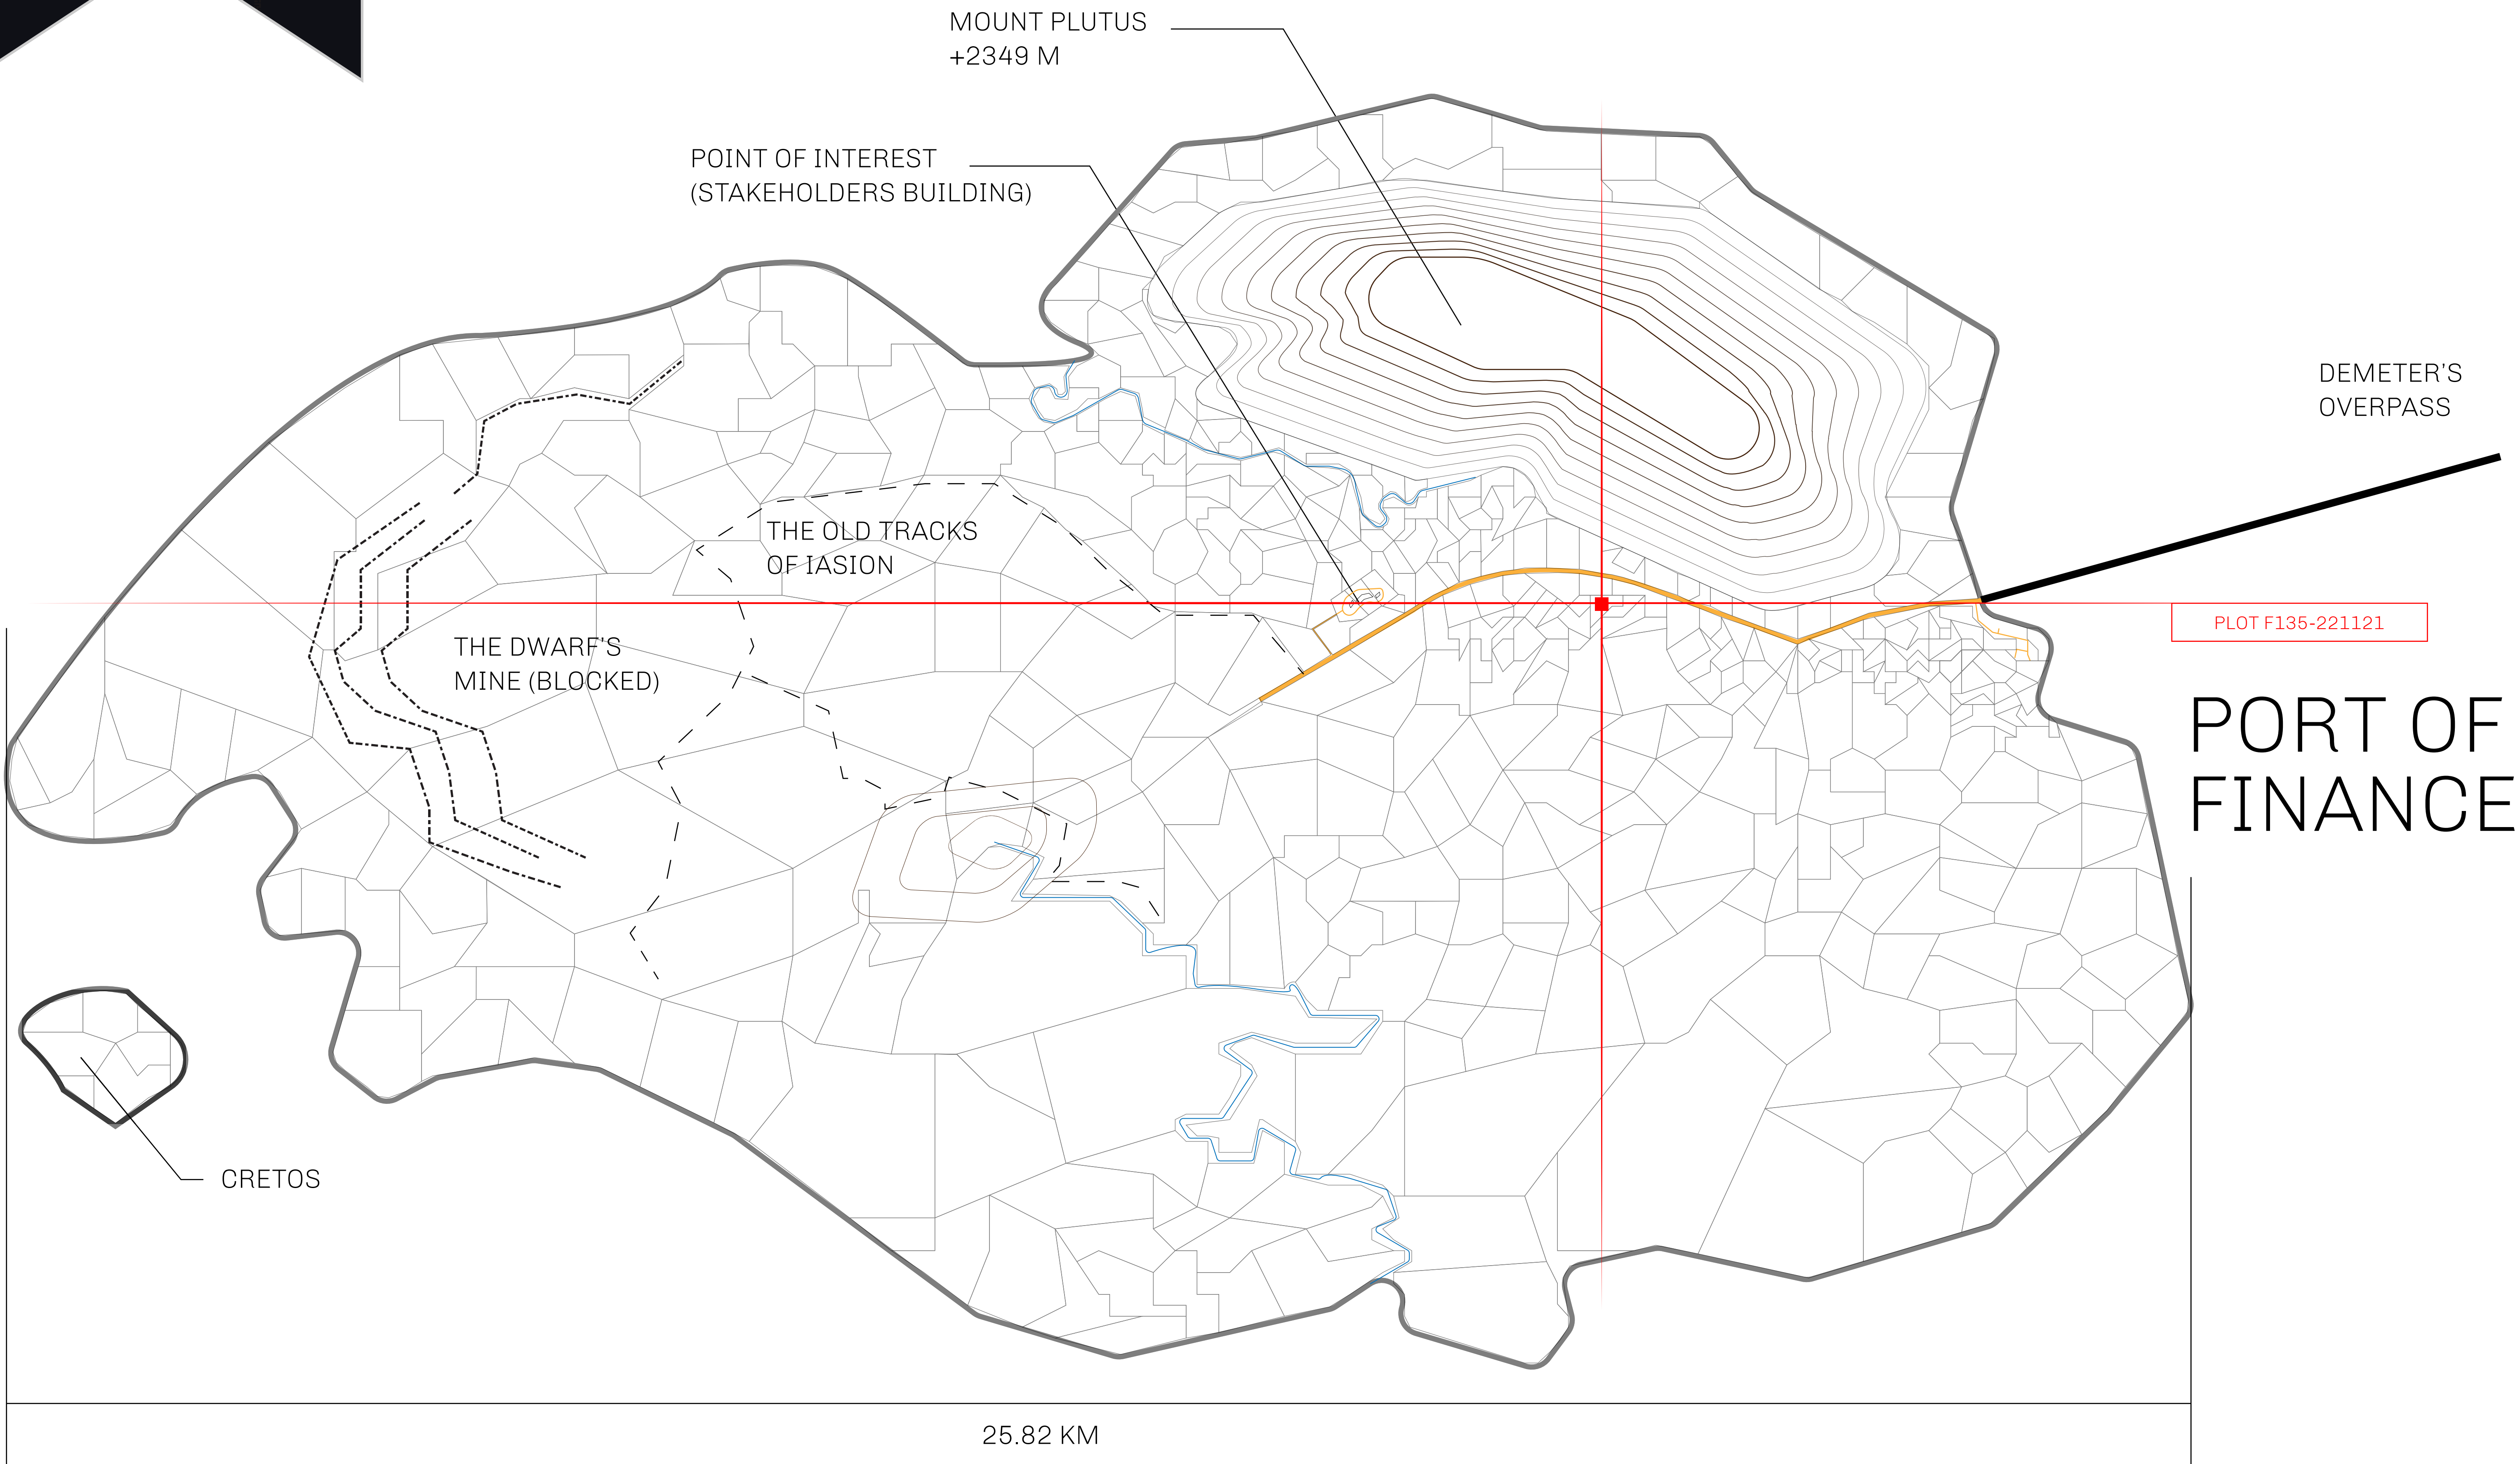 MOUNT PLUTUS
+2349 M
POINT OF INTEREST
(STAKEHOLDERS BUILDING)
DEMETER'S
OVERPASS
THE OLD TRACKS
OF IASION
PLOT F135-221121
THE DWARF'S
MINE (BLOCKED)
PORT OF
FINANCE
CRETOS
25.82 KM